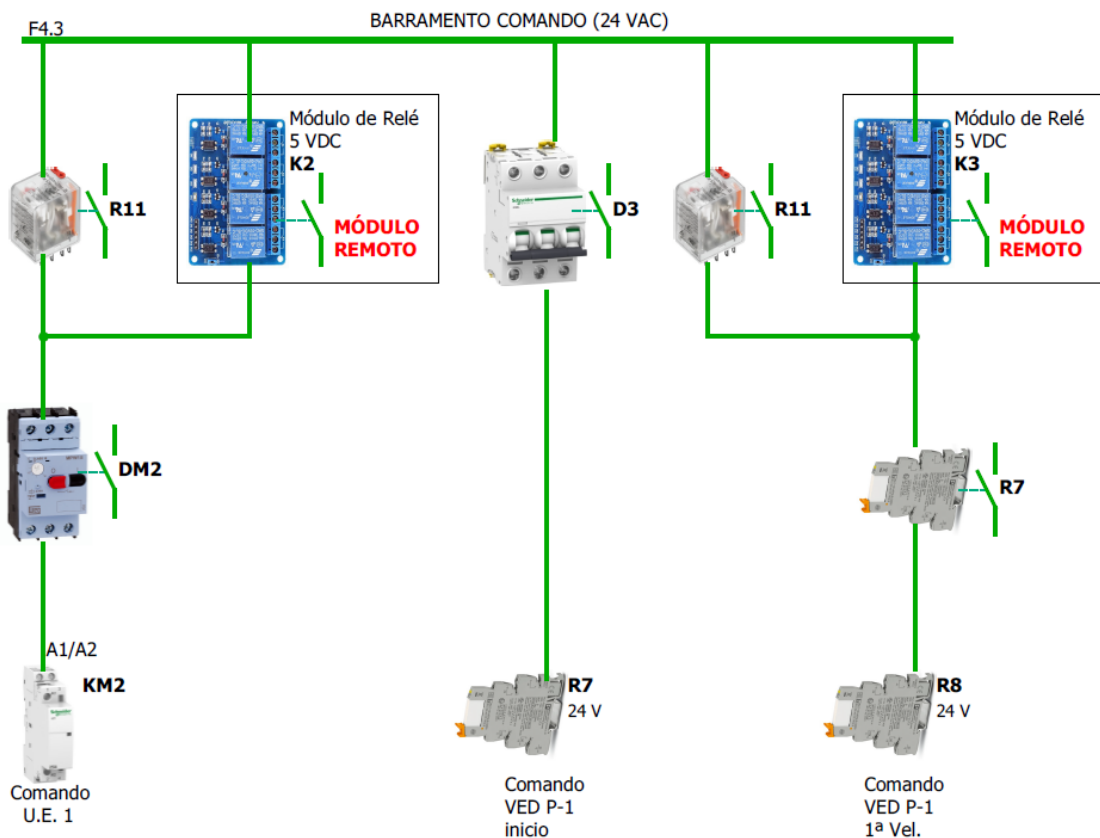 BARRAMENTO COMANDO (24 VAC)
F4.3
Módulo de Relé
5 VDC
K2
MÓDULO
REMOTO
R11
Schneider
D3
R11
Módulo de Relé
5 VDC
K3
MÓDULO
REMOTO
DM2
R7
A1/A2
KM2
Comando
U.E. 1
R7
24 V
Comando
VED P-1
inicio
R8
24 V
Comando
VED P-1
1ª Vel.